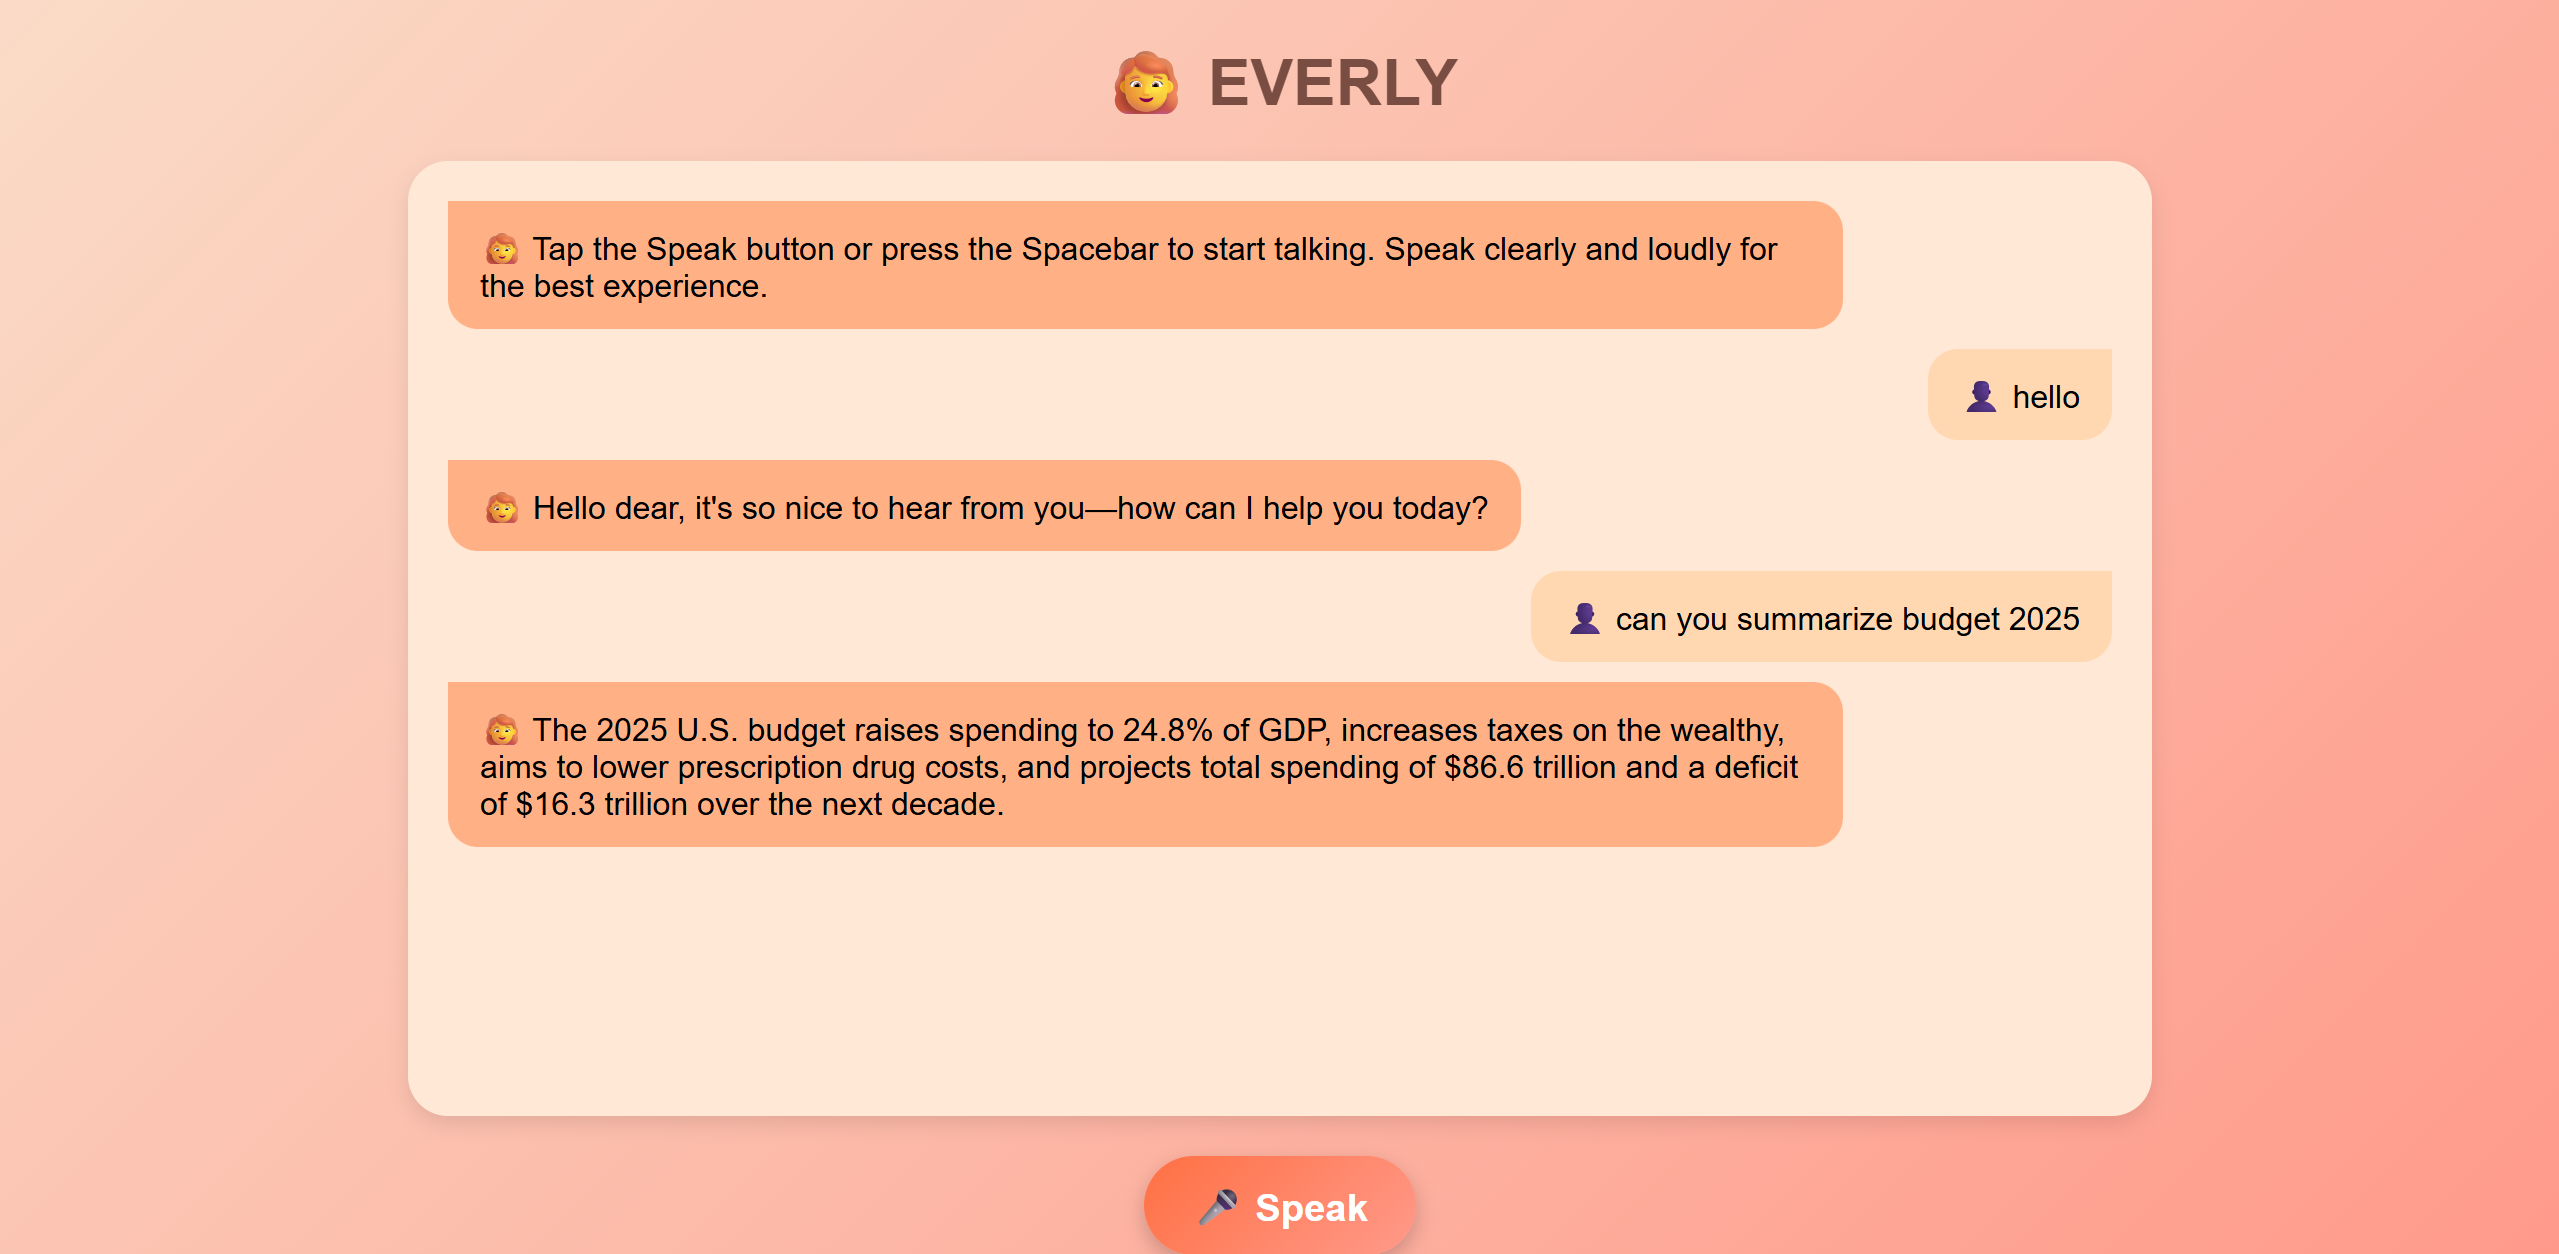 EVERLY
Tap the Speak button or press the Spacebar to start talking. Speak clearly and loudly for
the best experience.
hello
Hello dear, it's so nice to hear from you—how can I help you today?
can you summarize budget 2025
The 2025 U.S. budget raises spending to 24.8% of GDP, increases taxes on the wealthy,
aims to lower prescription drug costs, and projects total spending of $86.6 trillion and a deficit
of $16.3 trillion over the next decade.
Speak